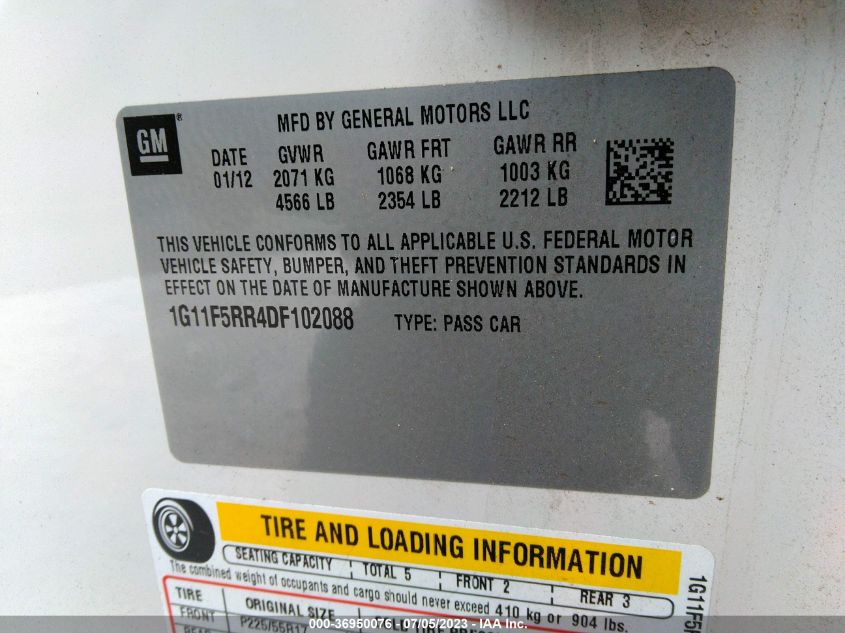 GM ®
MFD BY GENERAL MOTORS LLC
DATE GVWR GAWR FRT GAWR RR
01/12 2071 KG 1068 KG 1003 KG
4566 LB 2354 LB 2212 LB
THIS VEHICLE CONFORMS TO ALL APPLICABLE U.S. FEDERAL MOTOR
VEHICLE SAFETY, BUMPER, AND THEFT PREVENTION STANDARDS IN
EFFECT ON THE DATE OF MANUFACTURE SHOWN ABOVE.
1G11F5RR4DF102088 TYPE: PASS CAR
TIRE AND LOADING INFORMATION
SEATING CAPACITY TOTAL 5 FRONT 2 REAR 3
The combined weight of occupants and cargo should never exceed 410 kg or 904 lbs.
TIRE ORIGINAL SIZE
FRONT P225/55R17
1G11F5
000-36950076 - 07/05/2023 - IAA Inc.